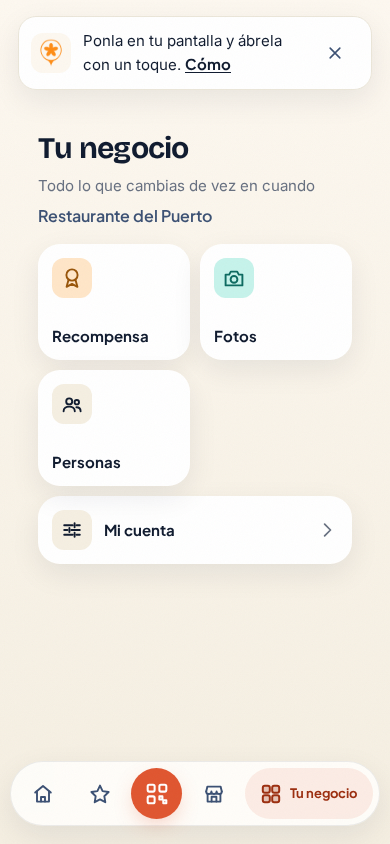 Ponla en tu pantalla y ábrela
con un toque. Cómo
Tu negocio
Todo lo que cambias de vez en cuando
Restaurante del Puerto
Recompensa
Fotos
Personas
Mi cuenta
Tu negocio